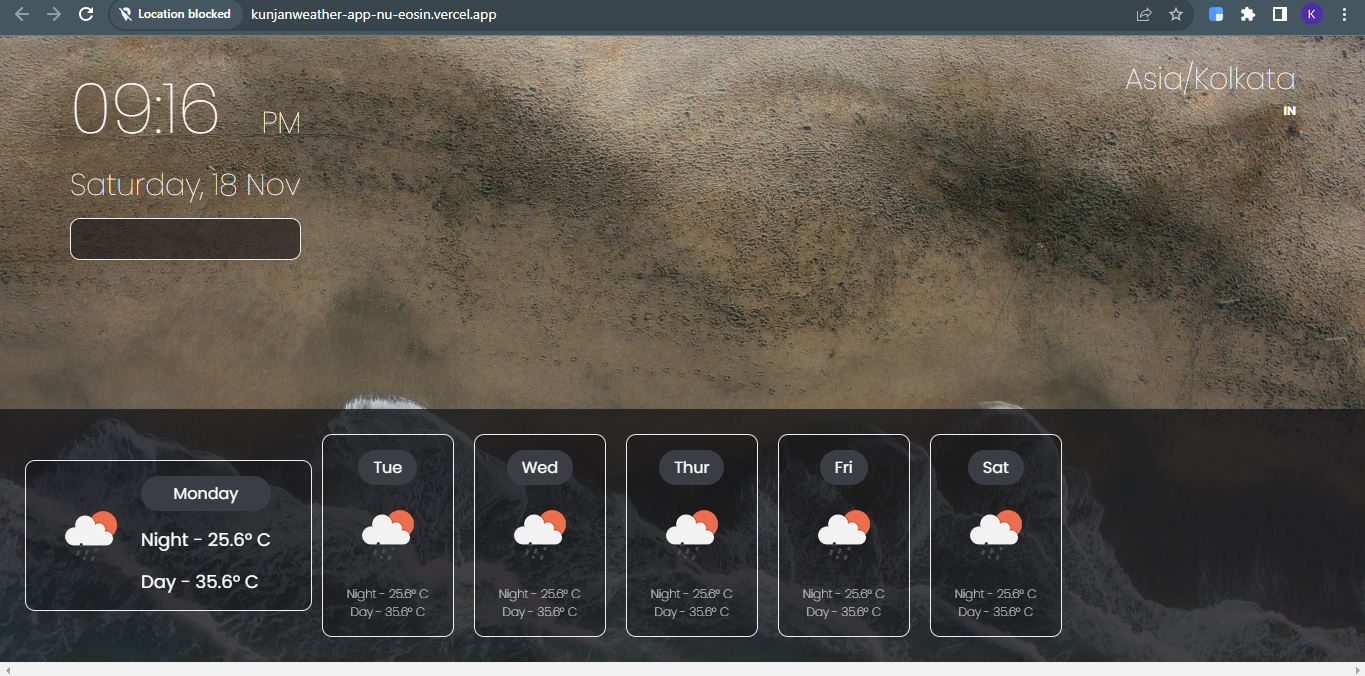 Location blocked kunjanweather-app-nu-eosin.vercel.app K
09:16 PM
Saturday, 18 Nov
Asia/Kolkata
IN
Monday
Night - 25.6° C
Day - 35.6° C
Tue
Night - 25.6° C
Day - 35.6° C
Wed
Night - 25.6° C
Day - 35.6° C
Thur
Night - 25.6° C
Day - 35.6° C
Fri
Night - 25.6° C
Day - 35.6° C
Sat
Night - 25.6° C
Day - 35.6° C